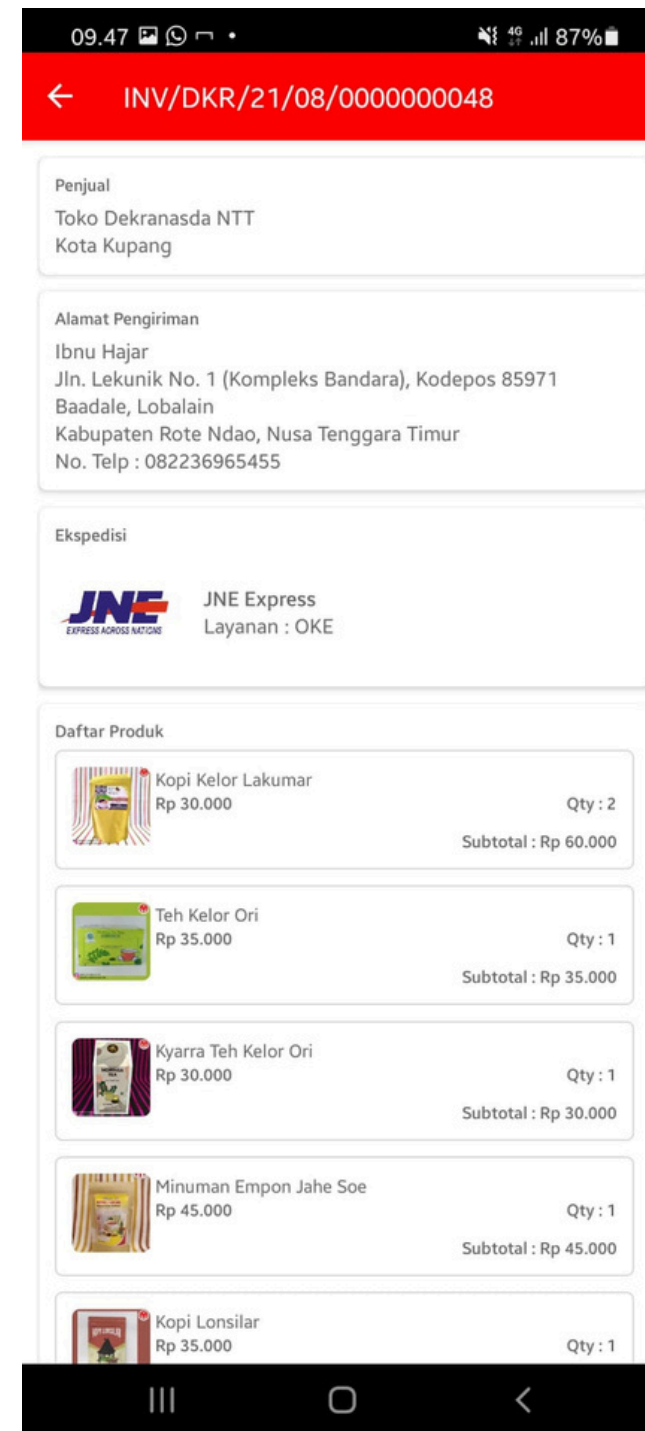 09.47
4G
87%
INV/DKR/21/08/0000000048
Penjual
Toko Dekranasda NTT
Kota Kupang
Alamat Pengiriman
Ibnu Hajar
Jln. Lekunik No. 1 (Kompleks Bandara), Kodepos 85971
Baadale, Lobalain
Kabupaten Rote Ndao, Nusa Tenggara Timur
No. Telp : 082236965455
Ekspedisi
JNE
EXPRESS ACROSS NATIONS
JNE Express
Layanan : OKE
Daftar Produk
Kopi Kelor Lakumar
Rp 30.000
Qty : 2
Subtotal : Rp 60.000
Teh Kelor Ori
Rp 35.000
Qty : 1
Subtotal : Rp 35.000
Kyarra Teh Kelor Ori
Rp 30.000
Qty : 1
Subtotal : Rp 30.000
Minuman Empon Jahe Soe
Rp 45.000
Qty : 1
Subtotal : Rp 45.000
Kopi Lonsilar
Rp 35.000
Qty : 1